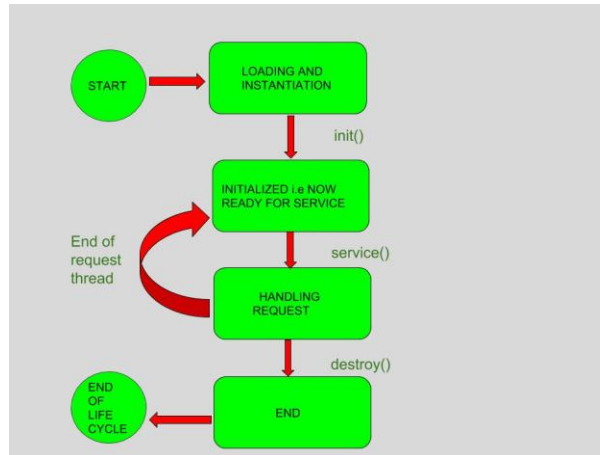 START
LOADING AND
INSTANTIATION
init()
INITIALIZED i.e NOW
READY FOR SERVICE
End of
request
thread
service()
HANDLING
REQUEST
destroy()
END
OF
LIFE
CYCLE
END